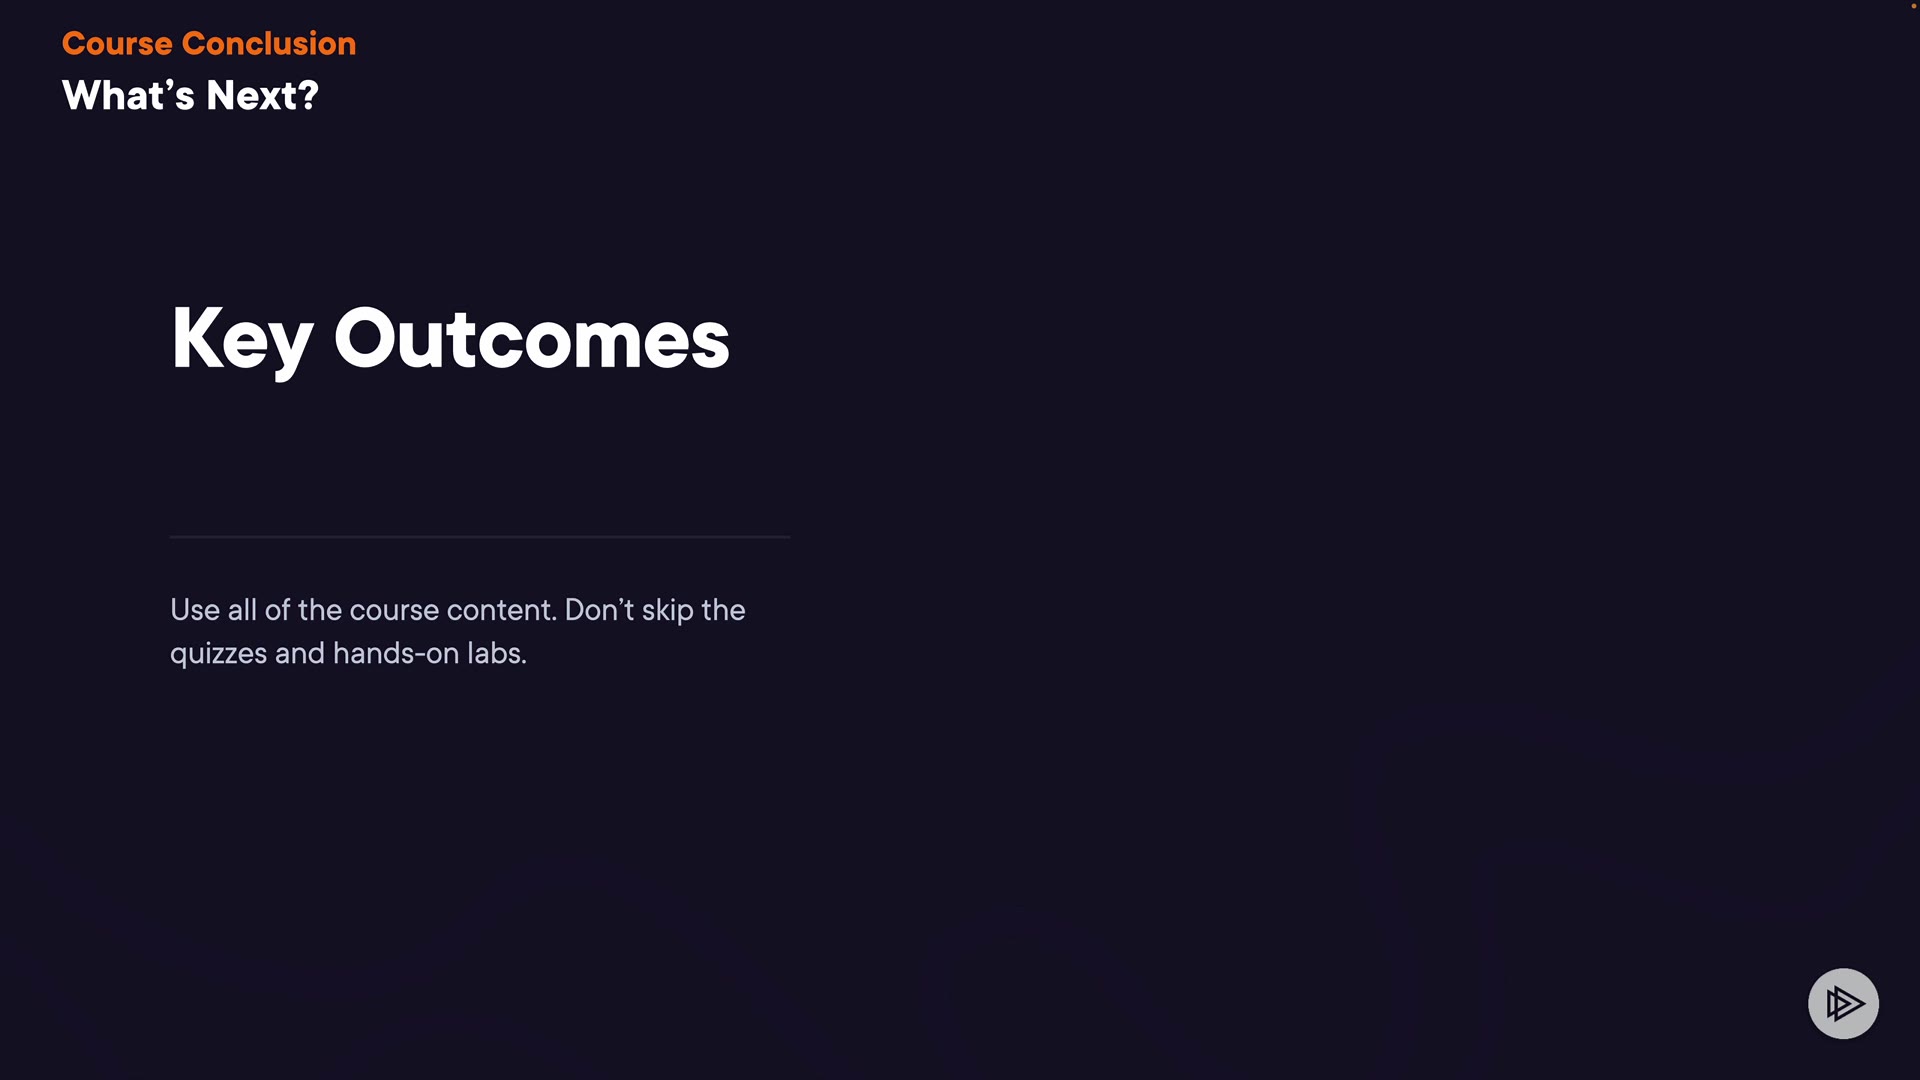 Course Conclusion
What’s Next?
Key Outcomes
Use all of the course content. Don’t skip the
quizzes and hands-on labs.